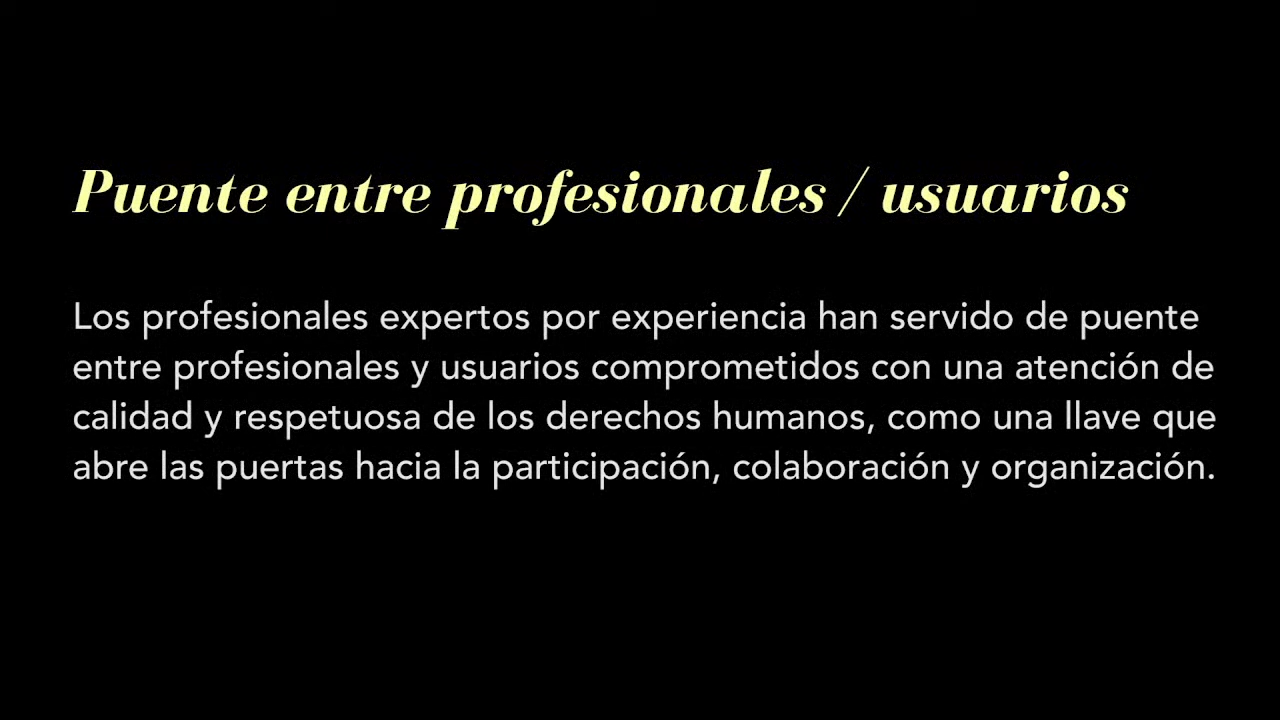 Puente entre profesionales / usuarios
Los profesionales expertos por experiencia han servido de puente
entre profesionales y usuarios comprometidos con una atención de
calidad y respetuosa de los derechos humanos, como una llave que
abre las puertas hacia la participación, colaboración y organización.